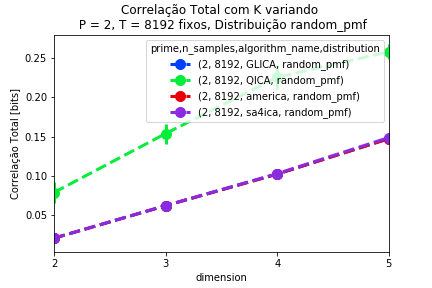 Correlação Total com K variando
P = 2, T = 8192 fixos, Distribuição random_pmf
prime,n_samples,algorithm_name,distribution
(2, 8192, GLICA, random_pmf)
(2, 8192, QICA, random_pmf)
(2, 8192, america, random_pmf)
(2, 8192, sa4ica, random_pmf)
Correlação Total [bits]
0.25
0.20
0.15
0.10
0.05
2 3 4 5
dimension